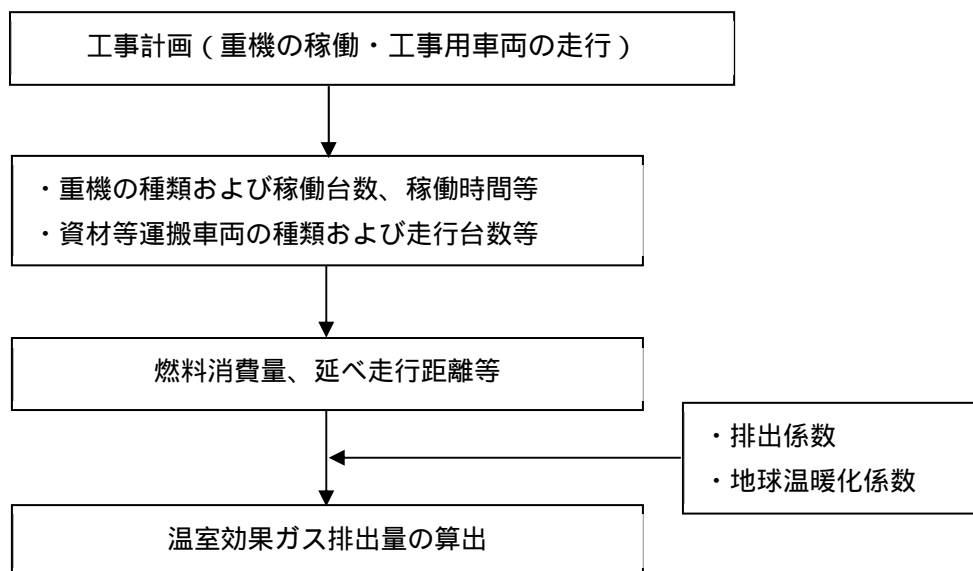 工事計画(重機の稼働・工事用車両の走行)
・重機の種類および稼働台数、稼働時間等
・資材等運搬車両の種類および走行台数等
燃料消費量、延べ走行距離等
・排出係数
・地球温暖化係数
温室効果ガス排出量の算出